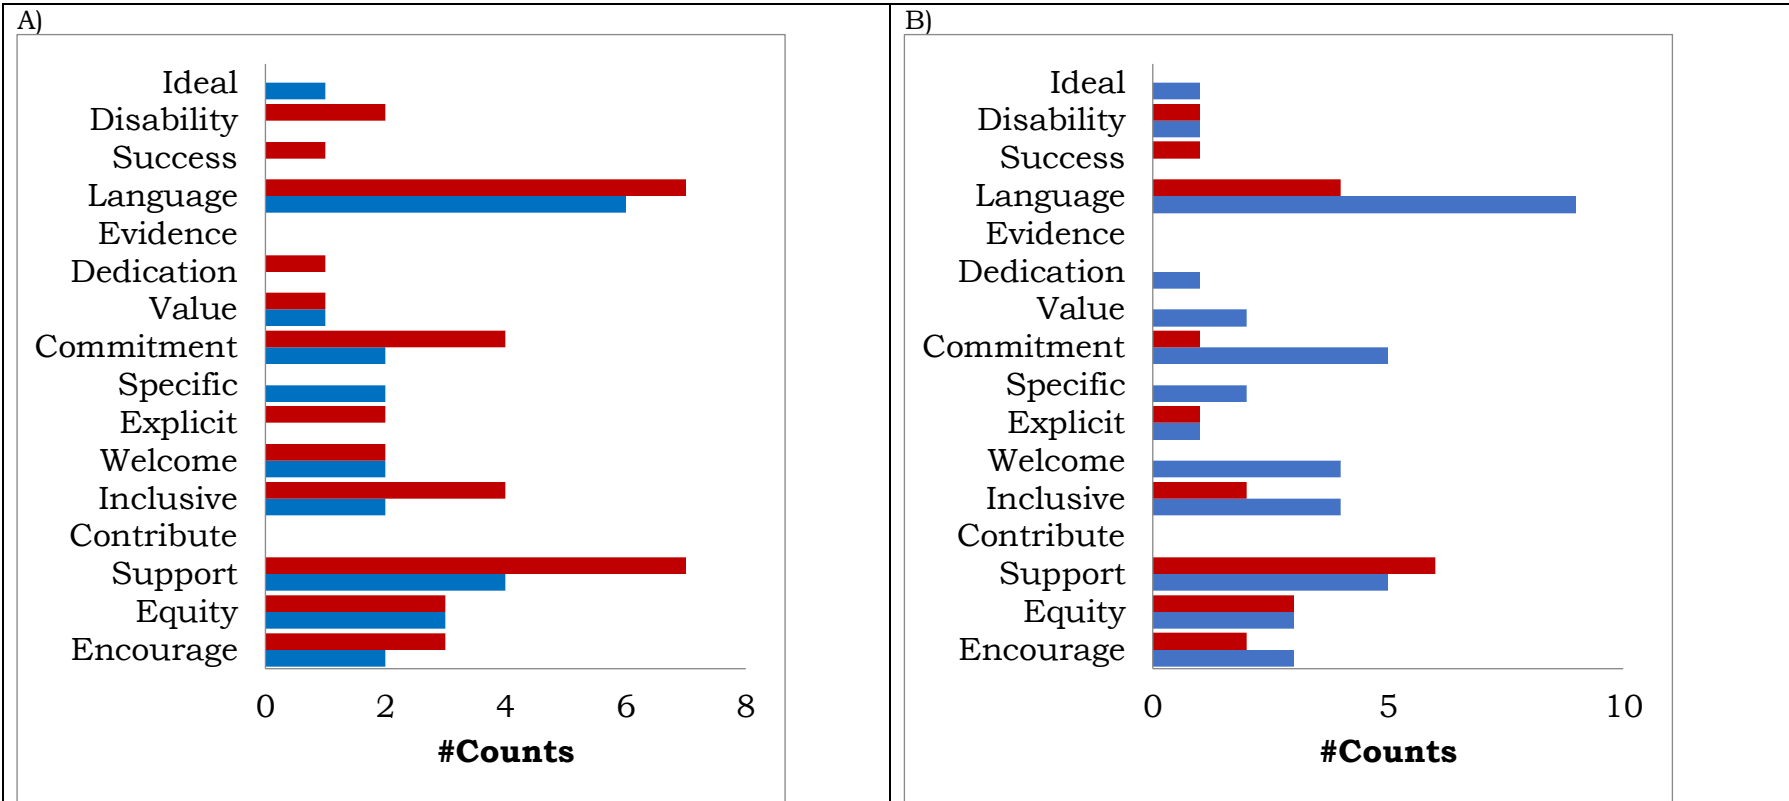 A)
Ideal
Disability
Success
Language
Evidence
Dedication
Value
Commitment
Specific
Explicit
Welcome
Inclusive
Contribute
Support
Equity
Encourage
0 2 4 6 8
#Counts
B)
Ideal
Disability
Success
Language
Evidence
Dedication
Value
Commitment
Specific
Explicit
Welcome
Inclusive
Contribute
Support
Equity
Encourage
0 5 10
#Counts